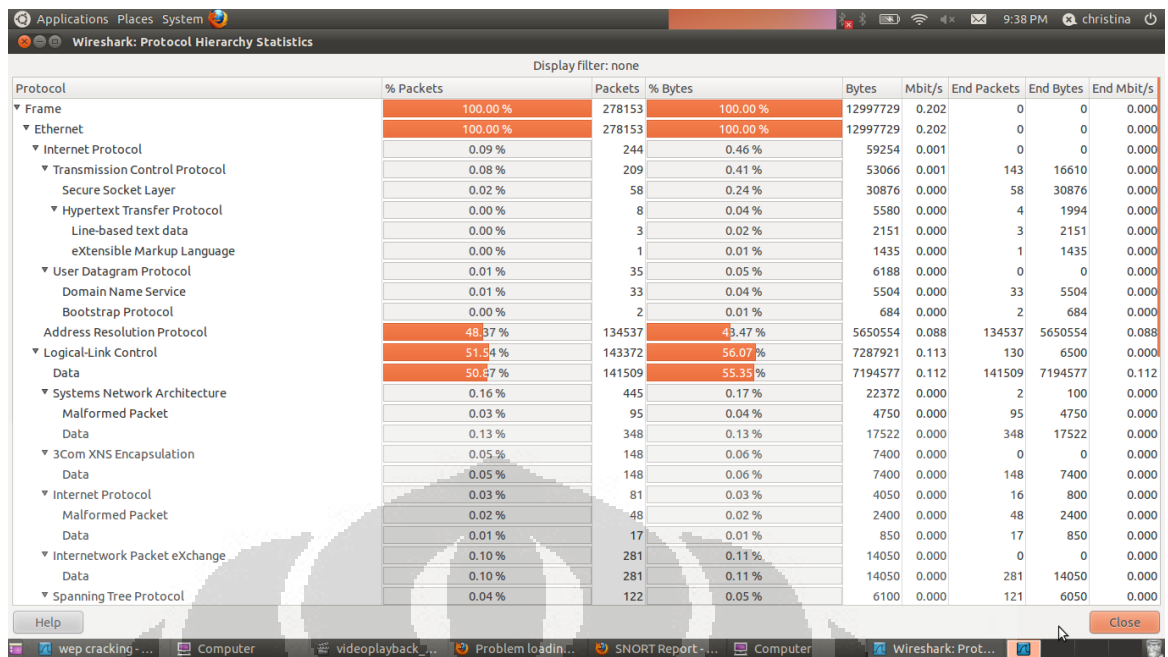 Applications Places System 9:38 PM christina
Wireshark: Protocol Hierarchy Statistics
Display filter: none
Protocol % Packets Packets % Bytes Bytes Mbit/s End Packets End Bytes End Mbit/s
Frame 100.00 % 278153 100.00 % 12997729 0.202 0 0 0.000
Ethernet 100.00 % 278153 100.00 % 12997729 0.202 0 0 0.000
Internet Protocol 0.09 % 244 0.46 % 59254 0.001 0 0 0.000
Transmission Control Protocol 0.08 % 209 0.41 % 53066 0.001 143 16610 0.000
Secure Socket Layer 0.02 % 58 0.24 % 30876 0.000 58 30876 0.000
Hypertext Transfer Protocol 0.00 % 8 0.04 % 5580 0.000 4 1994 0.000
Line-based text data 0.00 % 3 0.02 % 2151 0.000 3 2151 0.000
eXtensible Markup Language 0.00 % 1 0.01 % 1435 0.000 1 1435 0.000
User Datagram Protocol 0.01 % 35 0.05 % 6188 0.000 0 0 0.000
Domain Name Service 0.01 % 33 0.04 % 5504 0.000 33 5504 0.000
Bootstrap Protocol 0.00 % 2 0.01 % 684 0.000 2 684 0.000
Address Resolution Protocol 48.37 % 134537 43.47 % 5650554 0.088 134537 5650554 0.088
Logical-Link Control 51.54 % 143372 56.07 % 7287921 0.113 130 6500 0.000
Data 50.87 % 141509 55.35 % 7194577 0.112 141509 7194577 0.112
Systems Network Architecture 0.16 % 445 0.17 % 22372 0.000 2 100 0.000
Malformed Packet 0.03 % 95 0.04 % 4750 0.000 95 4750 0.000
Data 0.13 % 348 0.13 % 17522 0.000 348 17522 0.000
3Com XNS Encapsulation 0.05 % 148 0.06 % 7400 0.000 0 0 0.000
Data 0.05 % 148 0.06 % 7400 0.000 148 7400 0.000
Internet Protocol 0.03 % 81 0.03 % 4050 0.000 16 800 0.000
Malformed Packet 0.02 % 48 0.02 % 2400 0.000 48 2400 0.000
Data 0.01 % 17 0.01 % 850 0.000 17 850 0.000
Internetwork Packet eXchange 0.10 % 281 0.11 % 14050 0.000 0 0 0.000
Data 0.10 % 281 0.11 % 14050 0.000 281 14050 0.000
Spanning Tree Protocol 0.04 % 122 0.05 % 6100 0.000 121 6050 0.000
Help Close
wep cracking - ... Computer videoplayback_... Problem loadin... SNORT Report - ... Computer Wireshark: Prot...